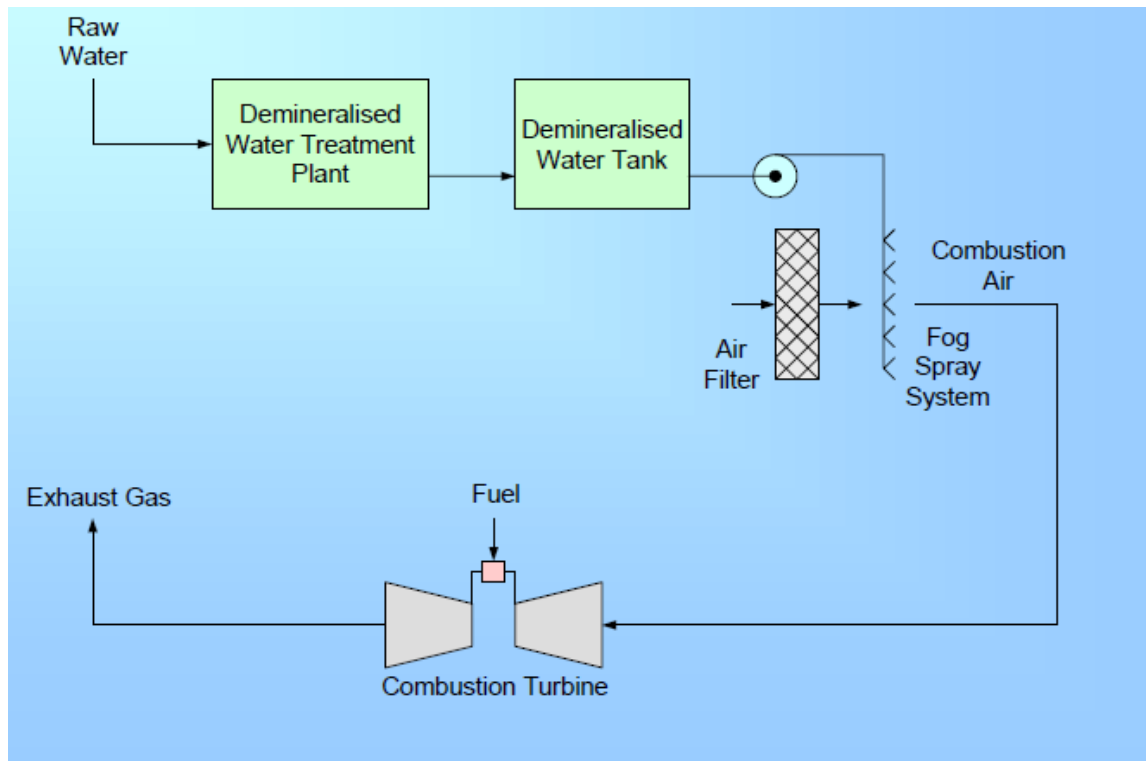 Raw
Water
Demineralised
Water Treatment
Plant
Demineralised
Water Tank
Combustion
Air
Air
Filter
Fog
Spray
System
Exhaust Gas
Fuel
Combustion Turbine